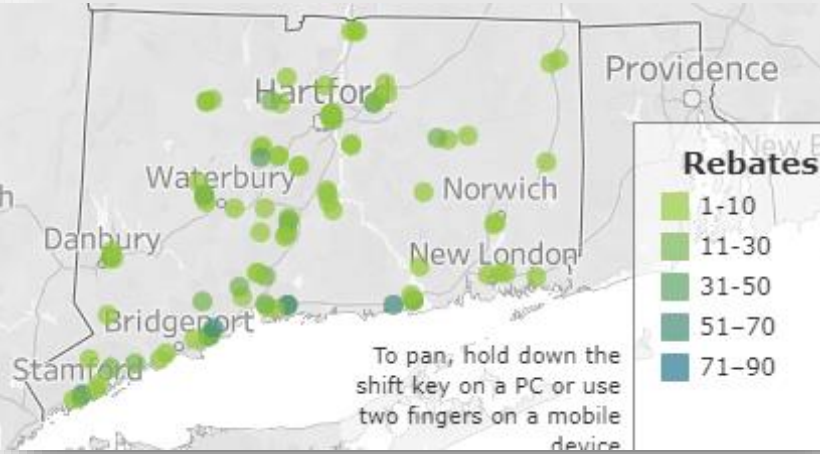 Hartford
Providence
New E
Rebates
Waterbury
Norwich
1-10
h
Danbury
New London
11-30
31-50
Bridgeport
51–70
To pan, hold down the
Stamford
shift key on a PC or use
71–90
two fingers on a mobile
device